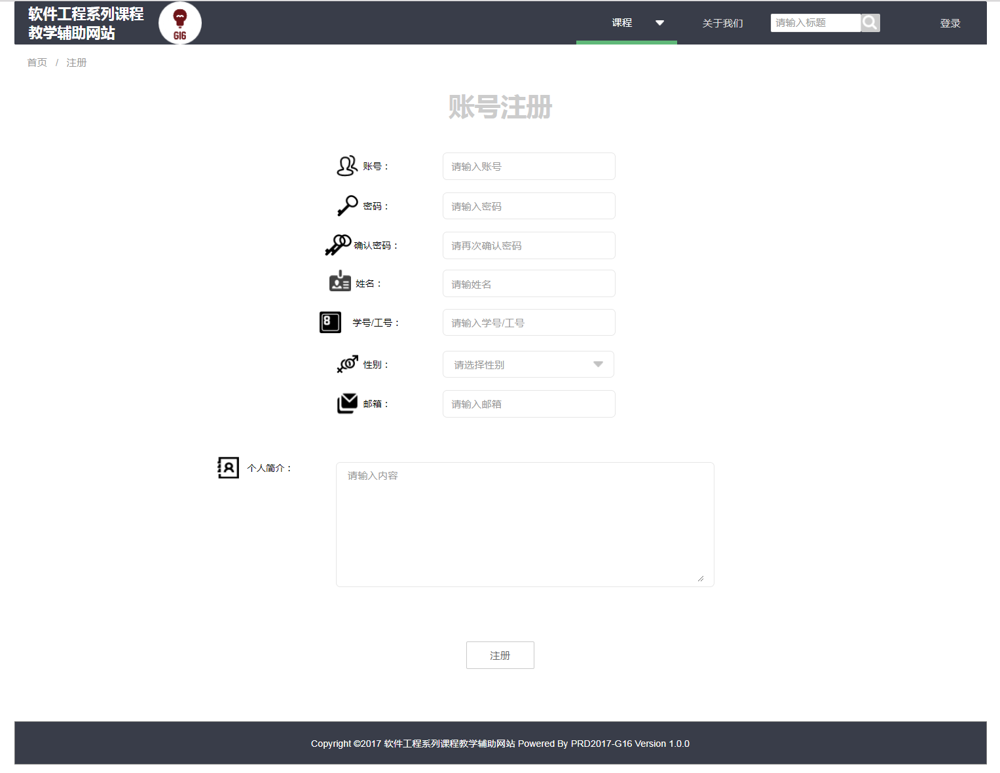 软件工程系列课程
教学辅助网站
G16
课程
关于我们
请输入标题
登录
首页 / 注册
账号注册
账号：
请输入账号
密码：
请输入密码
确认密码：
请再次确认密码
姓名：
请输姓名
8
学号/工号：
请输入学号/工号
性别：
请选择性别
邮箱：
请输入邮箱
个人简介：
请输入内容
注册
Copyright ©2017 软件工程系列课程教学辅助网站 Powered By PRD2017-G16 Version 1.0.0